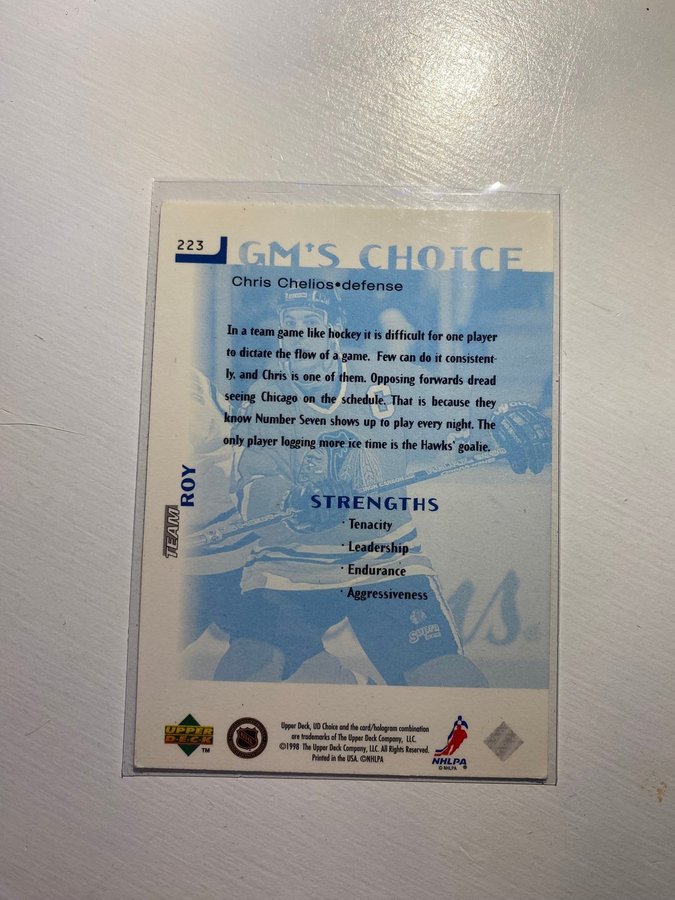 223
GM'S CHOICE
Chris Chelios•defense
In a team game like hockey it is difficult for one player
to dictate the flow of a game. Few can do it consistent-
ly, and Chris is one of them. Opposing forwards dread
seeing Chicago on the schedule. That is because they
know Number Seven shows up to play every night. The
only player logging more ice time is the Hawks' goalie.
TEAM
ROY
STRENGTHS
· Tenacity
· Leadership
· Endurance
· Aggressiveness
Supra
UPPER
DECK
TM
Upper Deck, UD Choice and the card/hologram combination
are trademarks of The Upper Deck Company, LLC.
©1998 The Upper Deck Company, LLC. All Rights Reserved.
Printed in the USA. ©NHLPA
NHLPA
© NHLPA